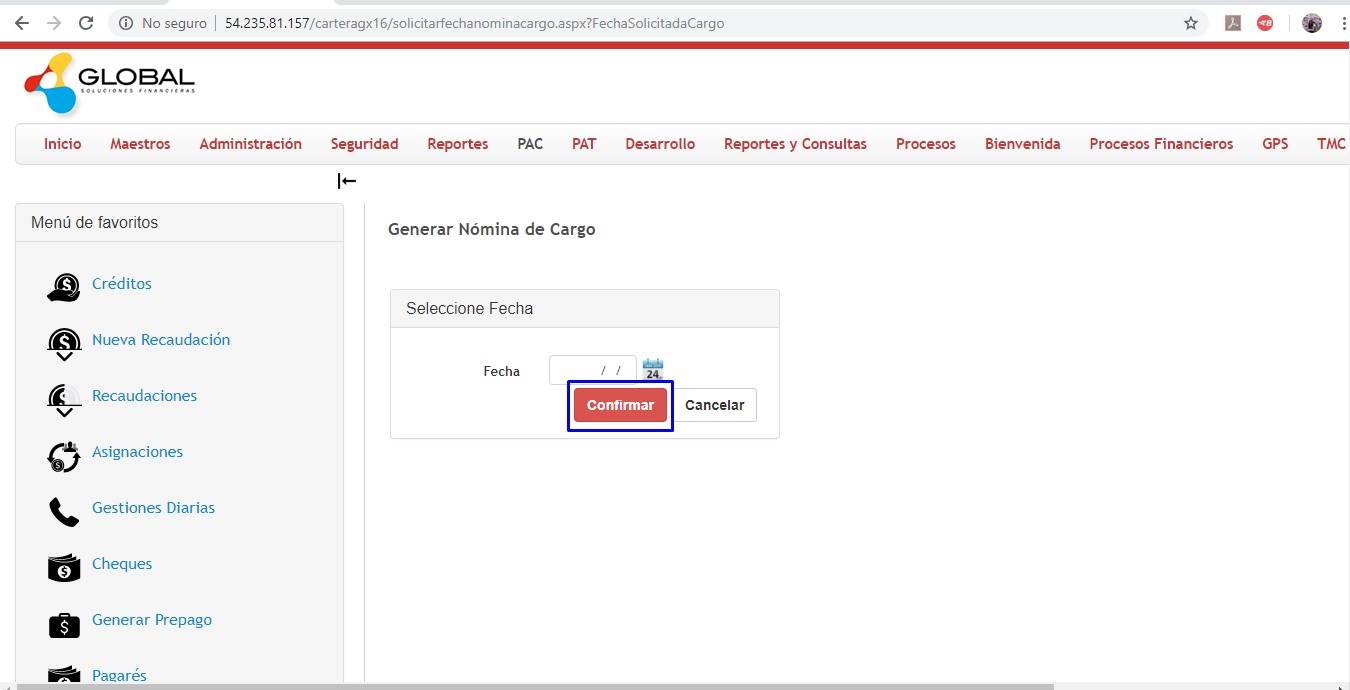 No seguro | 54.235.81.157/carteragx16/solicitarfechanominacargo.aspx?FechaSolicitadaCargo
GLOBAL
SOLUCIONES FINANCIERAS
Inicio Maestros Administración Seguridad Reportes PAC PAT Desarrollo Reportes y Consultas Procesos Bienvenida Procesos Financieros GPS TMC
Menú de favoritos
Créditos
Nueva Recaudación
Recaudaciones
Asignaciones
Gestiones Diarias
Cheques
Generar Prepago
Pagarés
Generar Nómina de Cargo
Seleccione Fecha
Fecha / / 24
Confirmar Cancelar